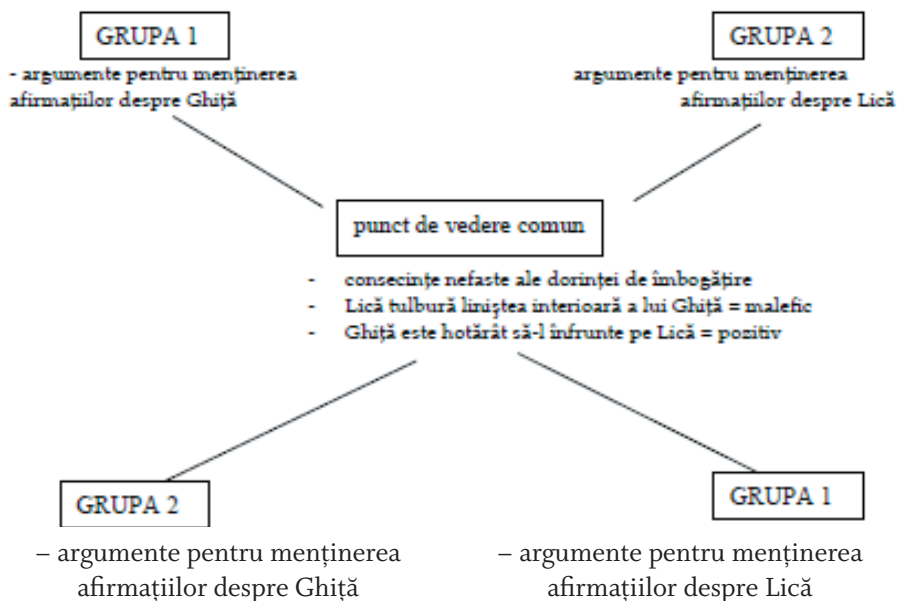 GRUPA 1
- argumente pentru menținerea
afirmațiilor despre Ghiță
GRUPA 2
argumente pentru menținerea
afirmațiilor despre Lică
punct de vedere comun
- consecințe nefaste ale dorinței de îmbogățire
- Lică tulbură liniștea interioară a lui Ghiță = malefic
- Ghiță este hotărât să-l înfrunte pe Lică = pozitiv
GRUPA 2
– argumente pentru menținerea
afirmațiilor despre Ghiță
GRUPA 1
– argumente pentru menținerea
afirmațiilor despre Lică